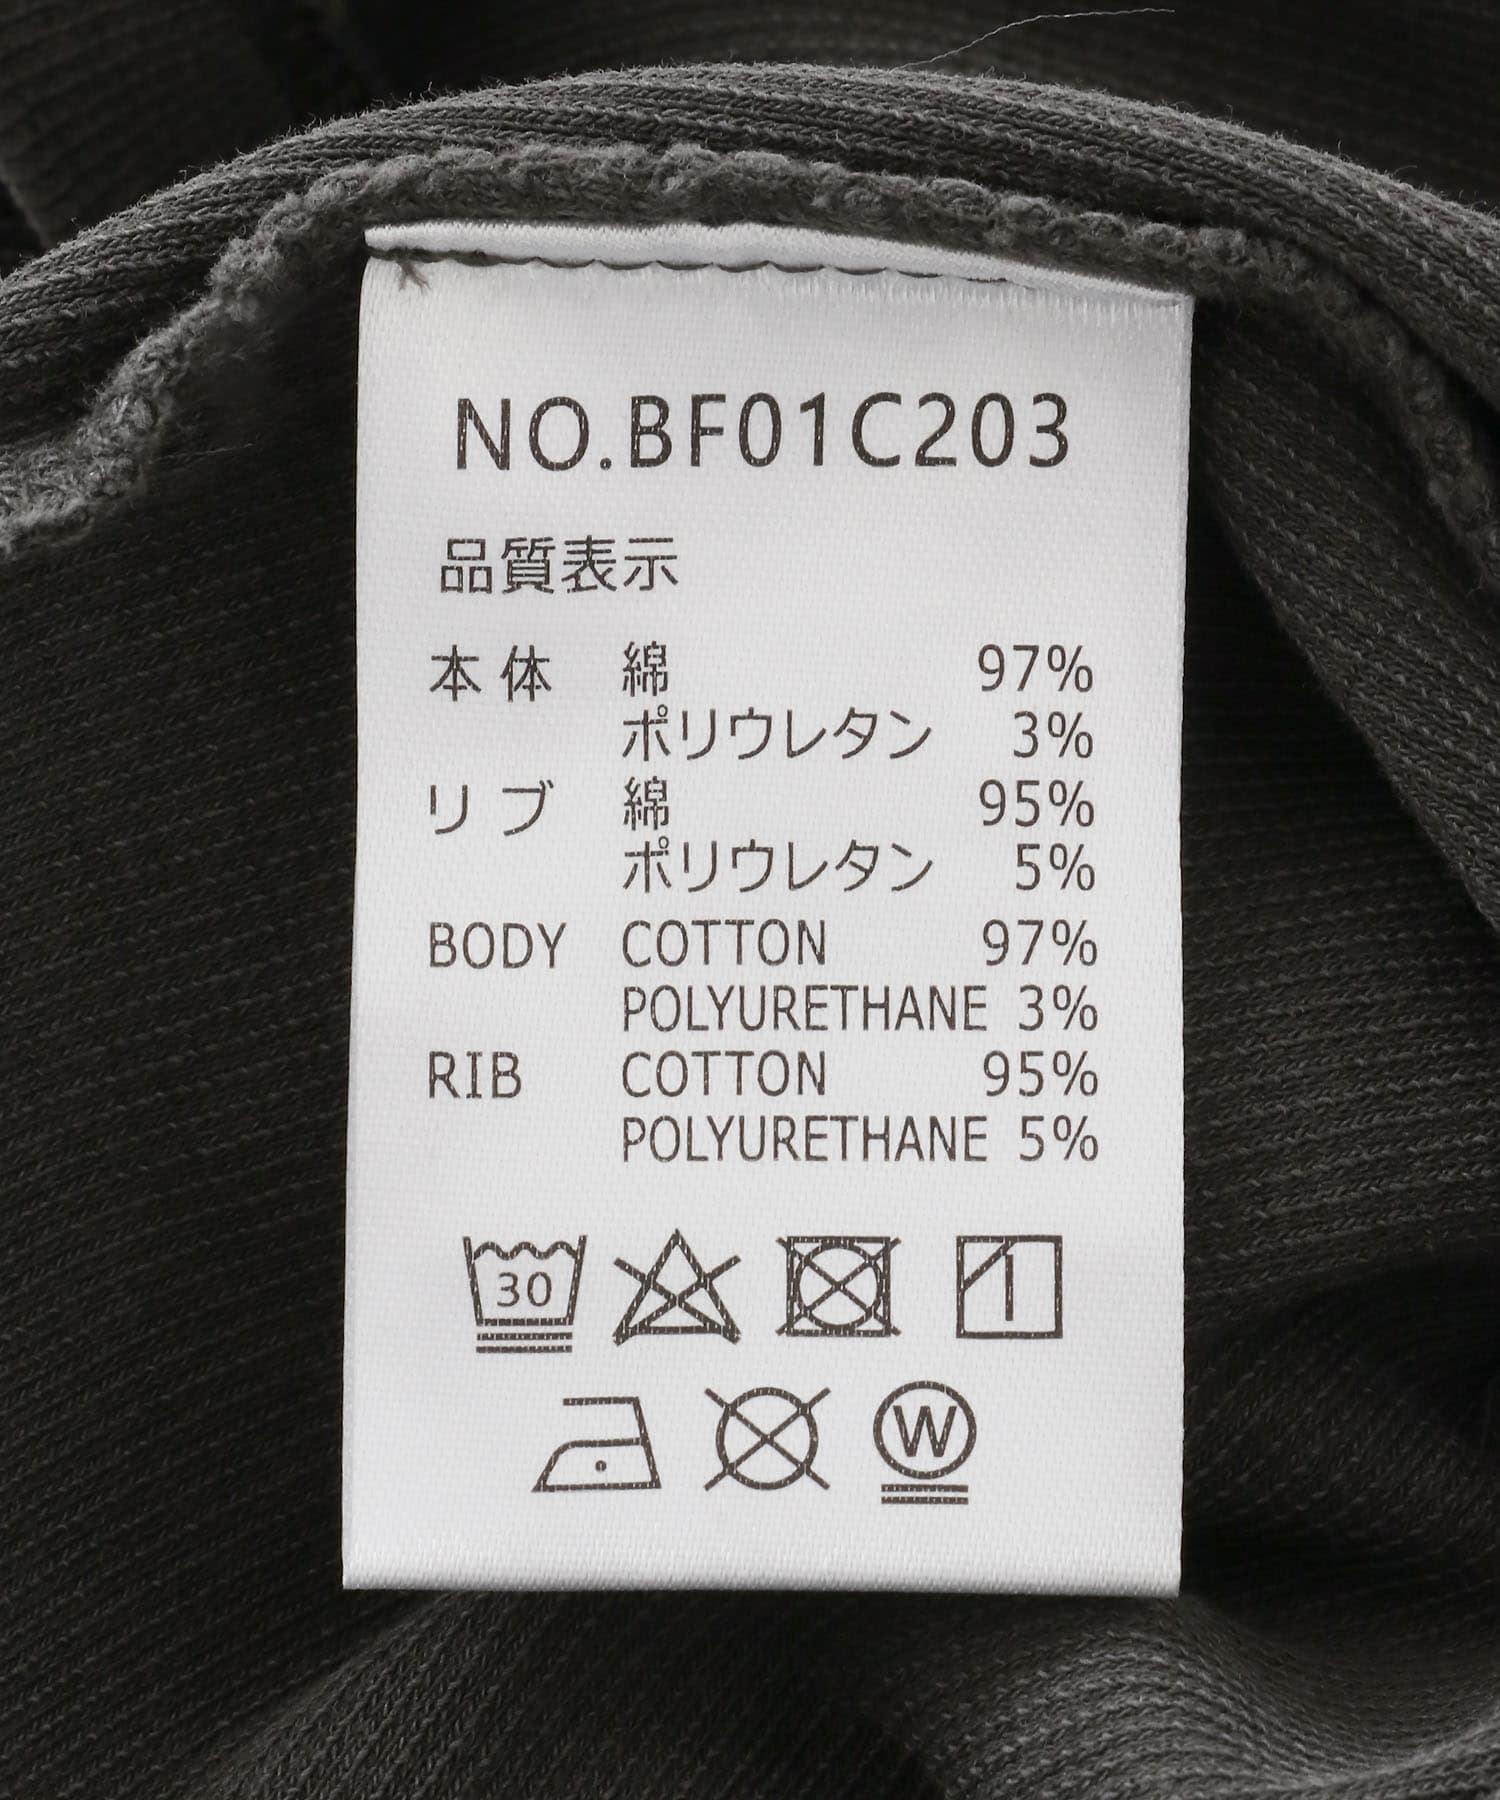 NO.BF01C203
品質表示
本体 綿 97%
ポリウレタン 3%
リブ 綿 95%
ポリウレタン 5%
BODY COTTON 97%
POLYURETHANE 3%
RIB COTTON 95%
POLYURETHANE 5%
30
W